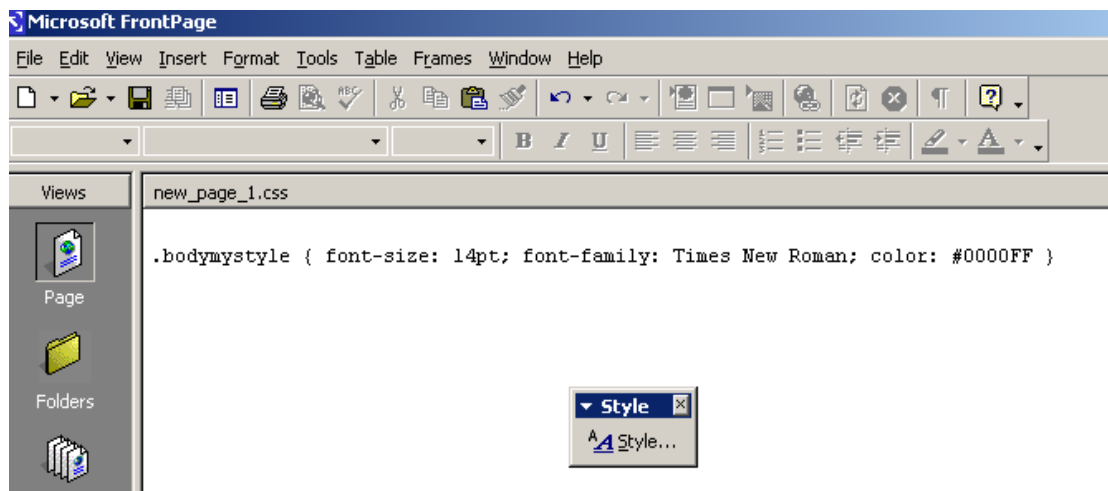 Microsoft FrontPage
File Edit View Insert Format Tools Table Frames Window Help
B I U A
Views
new_page_1.css
.bodymystyle { font-size: 14pt; font-family: Times New Roman; color: #0000FF }
Page
Folders
Style
Style...